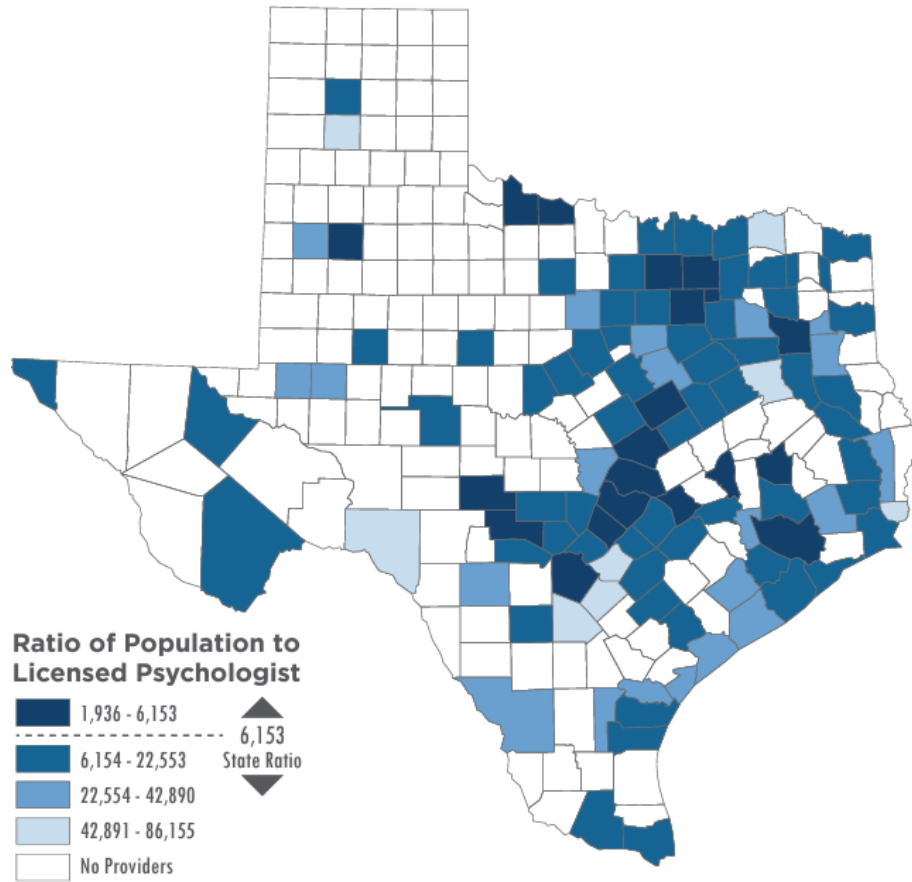 Ratio of Population to
Licensed Psychologist
1,936 - 6,153
6,153
State Ratio
6,154 - 22,553
22,554 - 42,890
42,891 - 86,155
No Providers